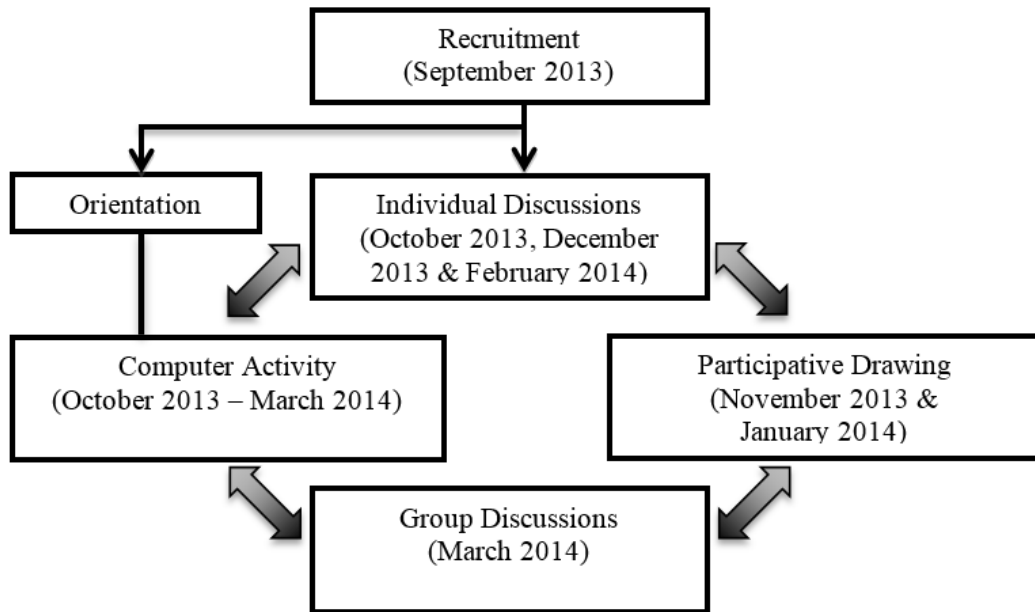 Recruitment
(September 2013)
Orientation
Individual Discussions
(October 2013, December
2013 & February 2014)
Computer Activity
(October 2013 – March 2014)
Participative Drawing
(November 2013 &
January 2014)
Group Discussions
(March 2014)